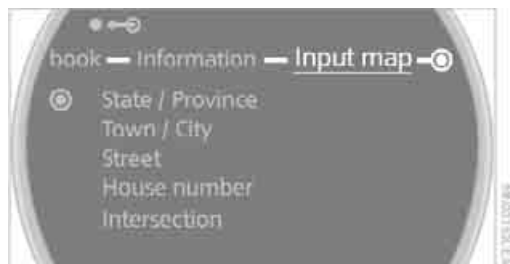 book Information Input map
State / Province
Town / City
Street
House number
Intersection